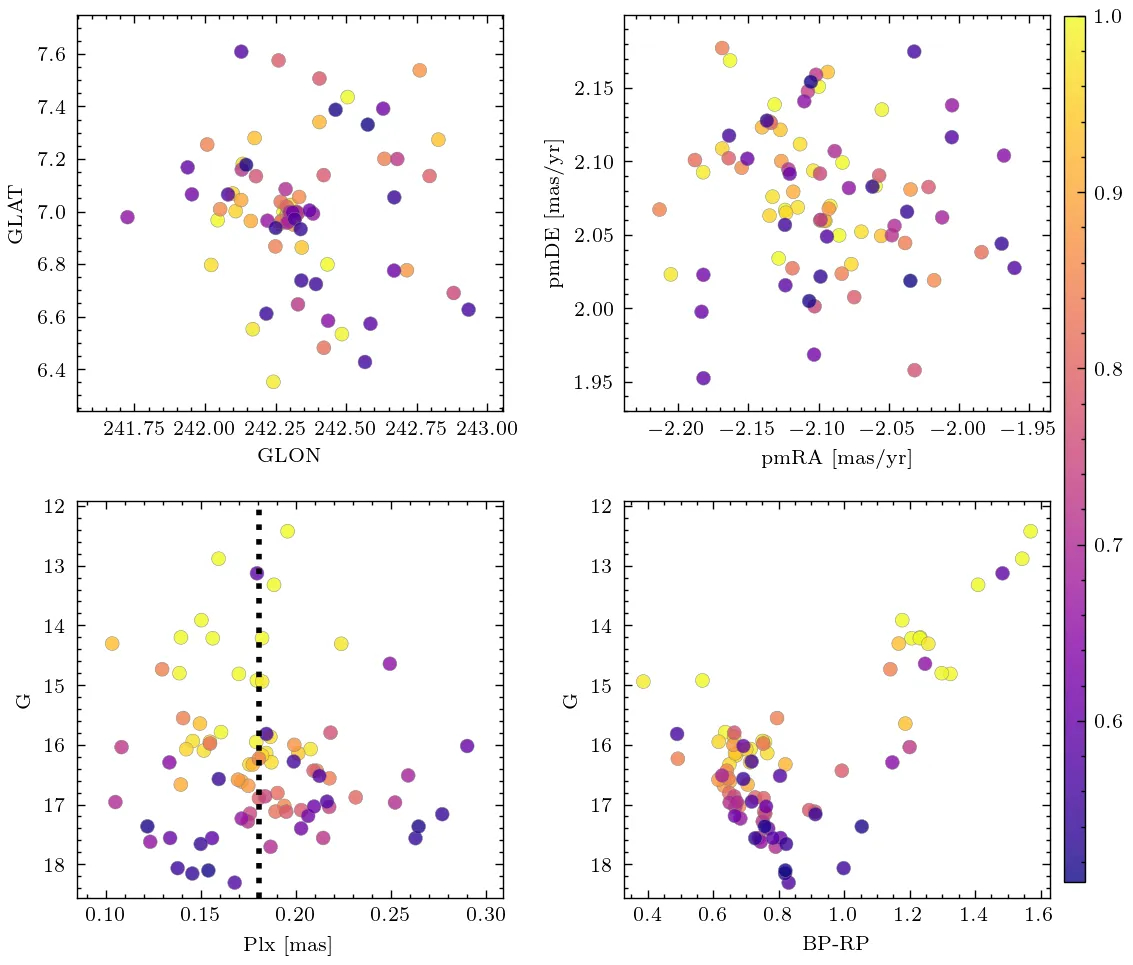 7.6
7.4
7.2
7.0
6.8
6.6
6.4
GLAT
241.75 242.00 242.25 242.50 242.75 243.00
GLON
2.15
2.10
2.05
2.00
1.95
pmDE [mas/yr]
−2.20 −2.15 −2.10 −2.05 −2.00 −1.95
pmRA [mas/yr]
1.0
0.9
0.8
0.7
0.6
12
13
14
15
16
17
18
G
0.10 0.15 0.20 0.25 0.30
Plx [mas]
12
13
14
15
16
17
18
G
0.4 0.6 0.8 1.0 1.2 1.4 1.6
BP-RP